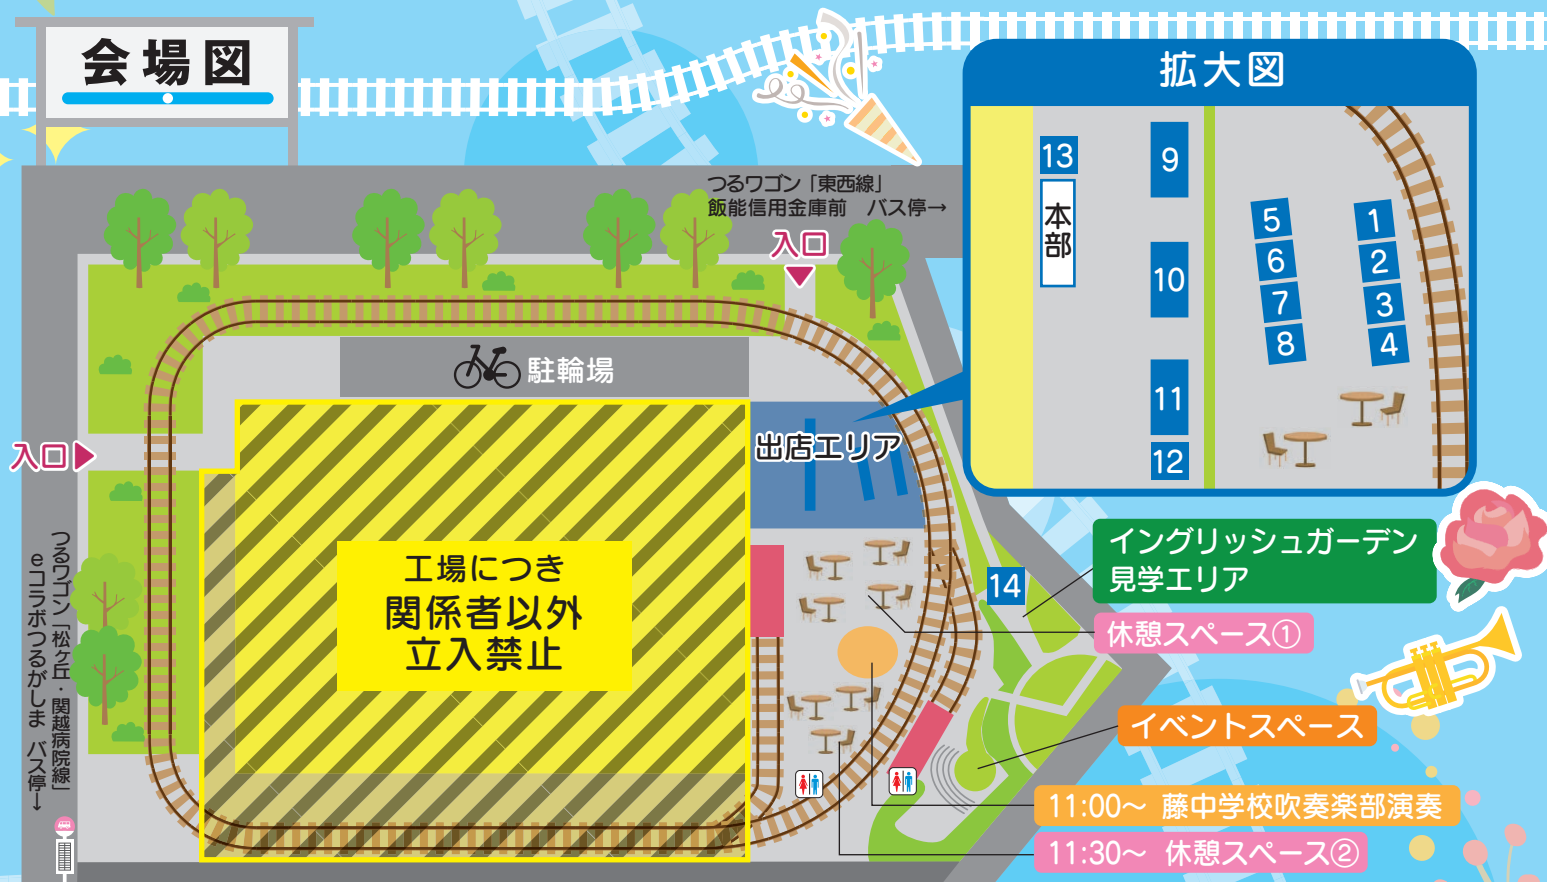 会場図
拡大図
つるワゴン「東西線」
飯能信用金庫前　バス停→
入口
駐輪場
入口
出店エリア
工場につき
関係者以外
立入禁止
つるワゴン「松ヶ丘・関越病院線」
eコラボつるがしま　バス停→
13
本部
9
10
11
12
5
6
7
8
1
2
3
4
14
イングリッシュガーデン
見学エリア
休憩スペース①
イベントスペース
11:00〜 藤中学校吹奏楽部演奏
11:30〜 休憩スペース②